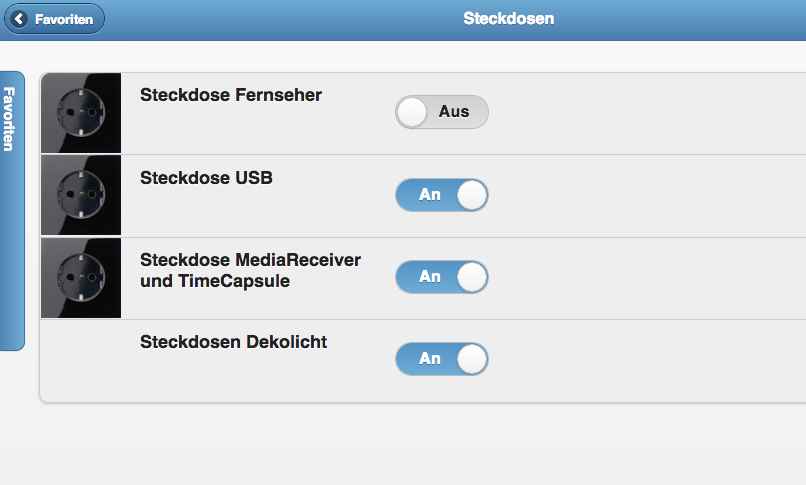 Favoriten
Steckdosen
Favoriten
Steckdose Fernseher
Aus
Steckdose USB
An
Steckdose MediaReceiver
und TimeCapsule
An
Steckdosen Dekolicht
An